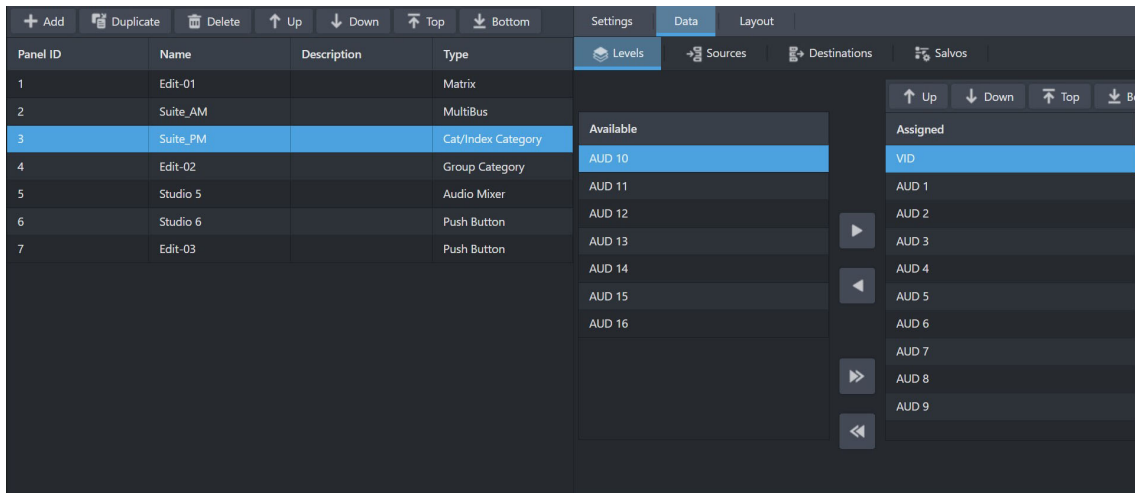 Add Duplicate Delete Up Down Top Bottom
Panel ID Name Description Type
1 Edit-01 Matrix
2 Suite_AM MultiBus
3 Suite_PM Cat/Index Category
4 Edit-02 Group Category
5 Studio 5 Audio Mixer
6 Studio 6 Push Button
7 Edit-03 Push Button
Settings Data Layout
Levels Sources Destinations Salvos
Available
AUD 10
AUD 11
AUD 12
AUD 13
AUD 14
AUD 15
AUD 16
Up Down Top B
Assigned
VID
AUD 1
AUD 2
AUD 3
AUD 4
AUD 5
AUD 6
AUD 7
AUD 8
AUD 9